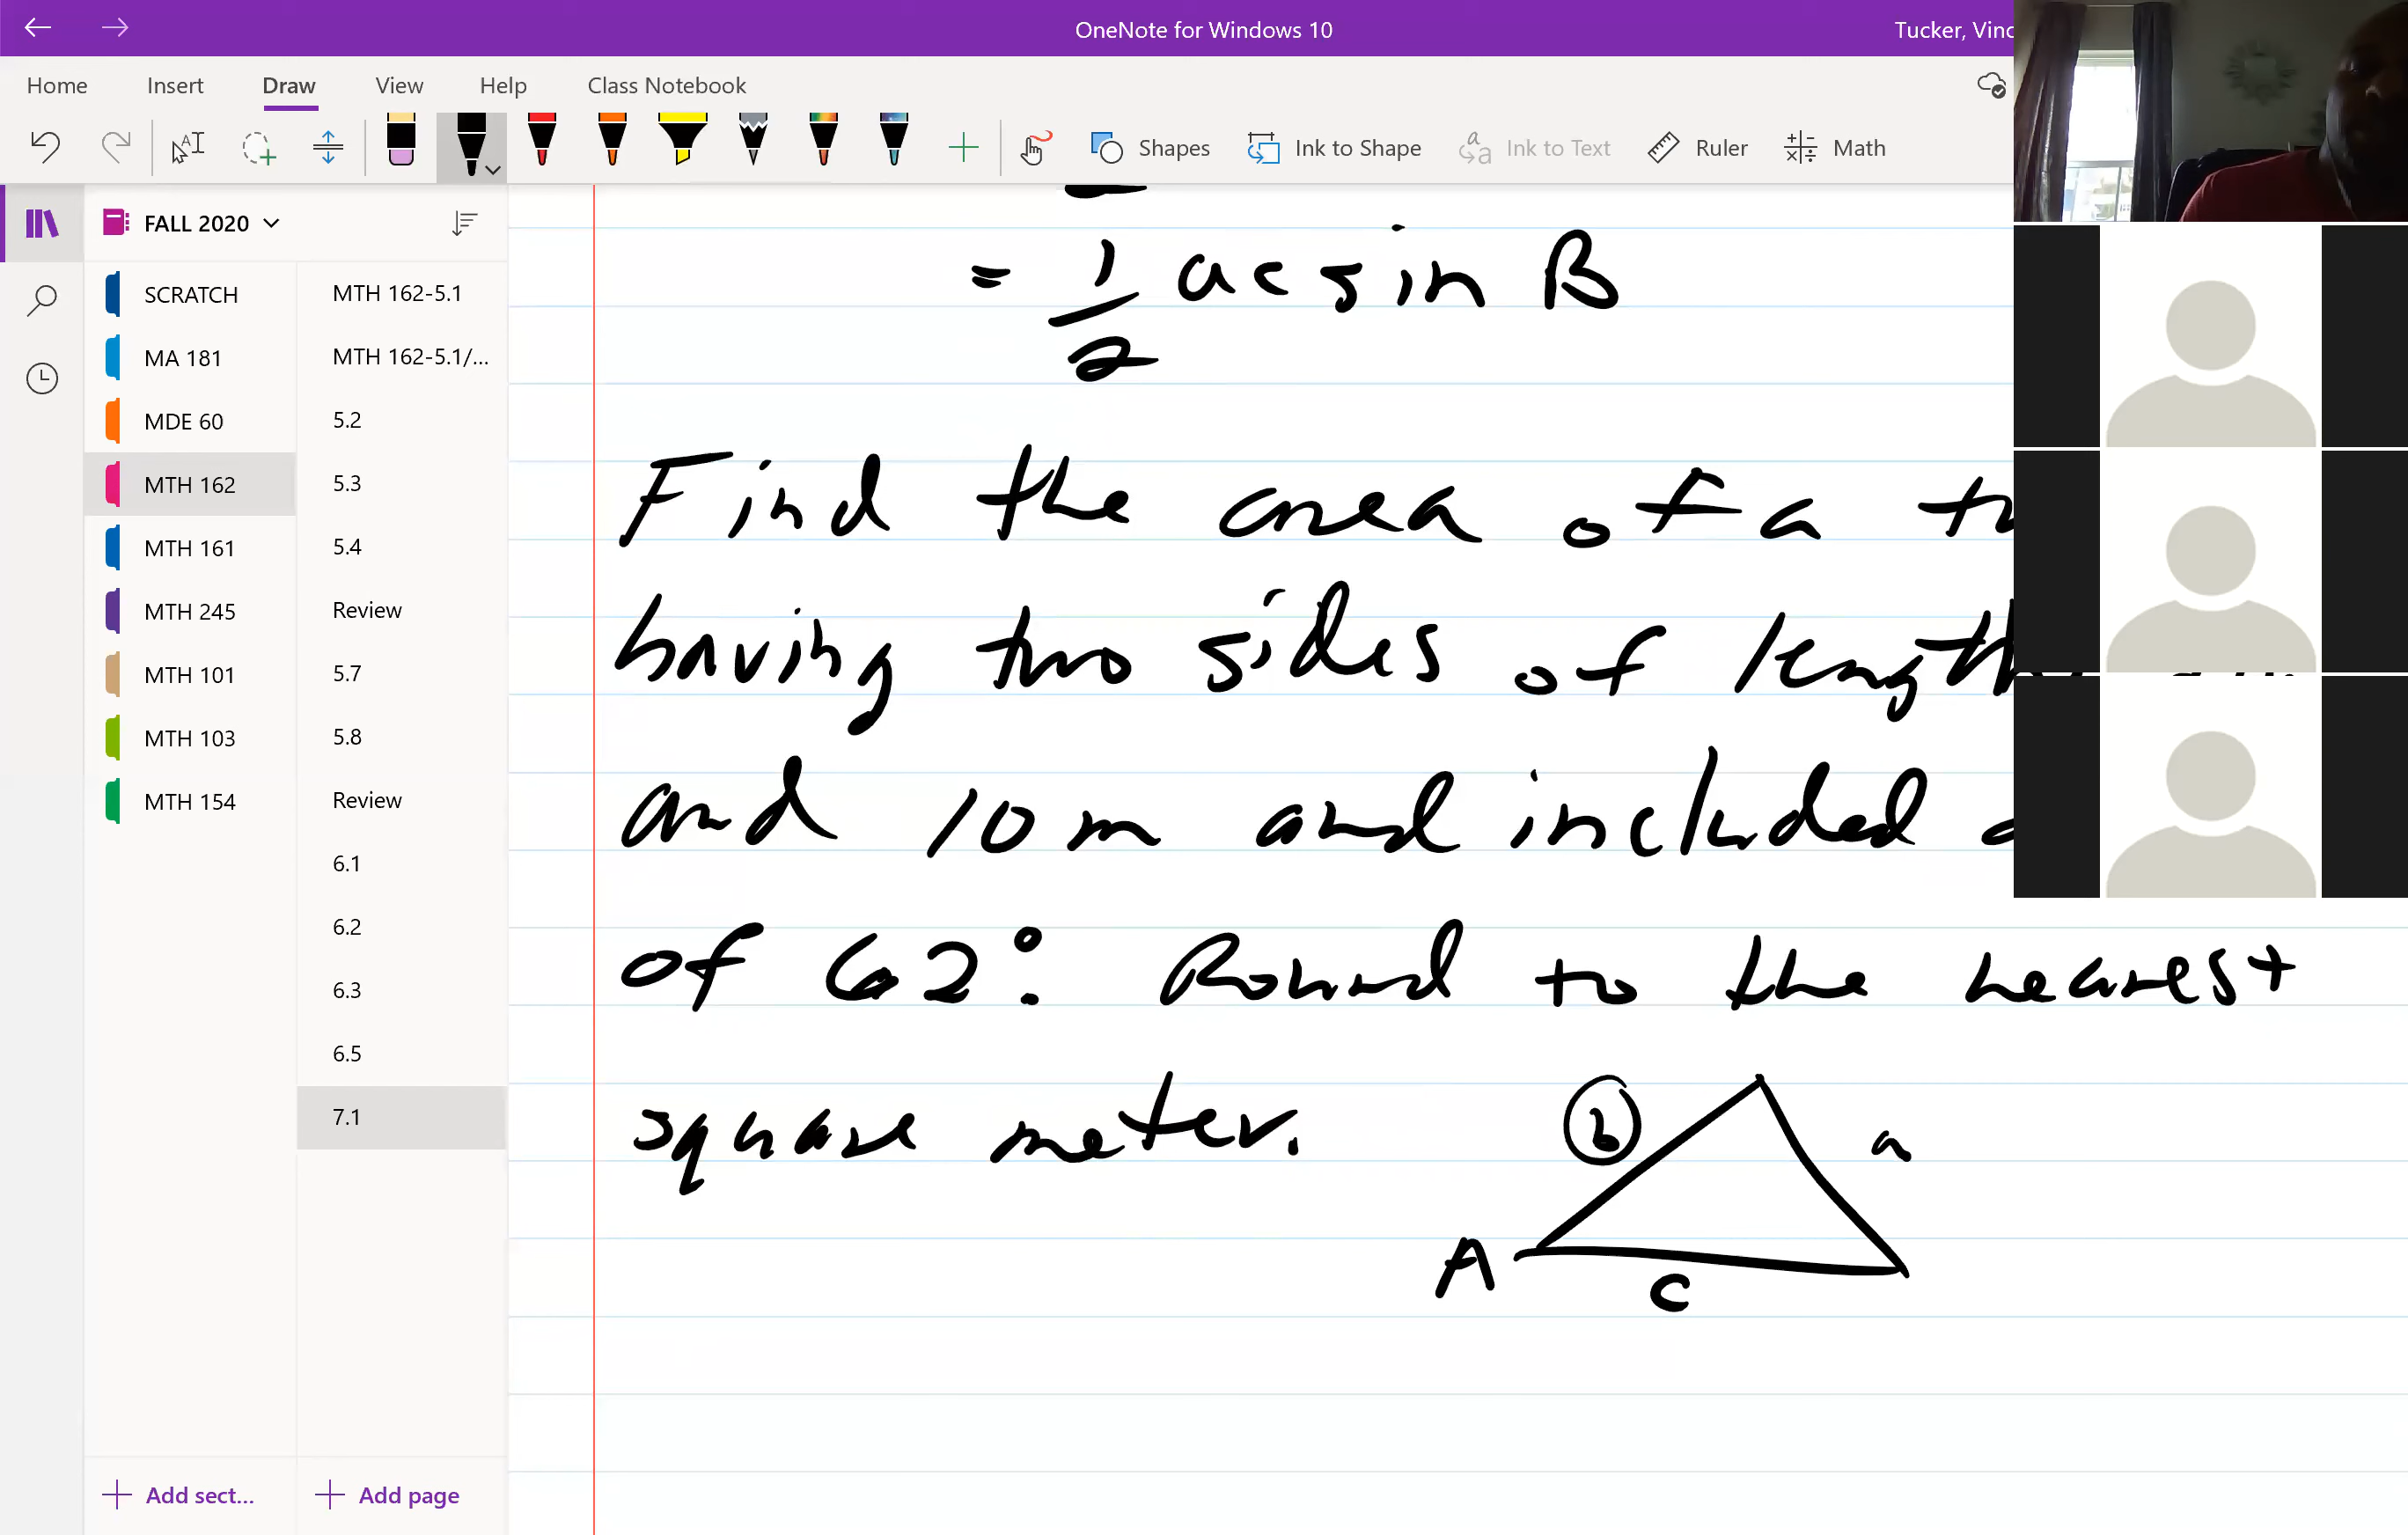 OneNote for Windows 10
Tucker, Vinc
Home Insert Draw View Help Class Notebook
Shapes Ink to Shape Ink to Text Ruler Math
FALL 2020
SCRATCH
MA 181
MDE 60
MTH 162
MTH 161
MTH 245
MTH 101
MTH 103
MTH 154
Add sect...
MTH 162-5.1
MTH 162-5.1/...
5.2
5.3
5.4
Review
5.7
5.8
Review
6.1
6.2
6.3
6.5
7.1
Add page
= 1/2 ac sin B
Find the area of a
having two sides of length
and 10 m and included
of 62°. Round to the nearest
square meter.
b
a
A
c